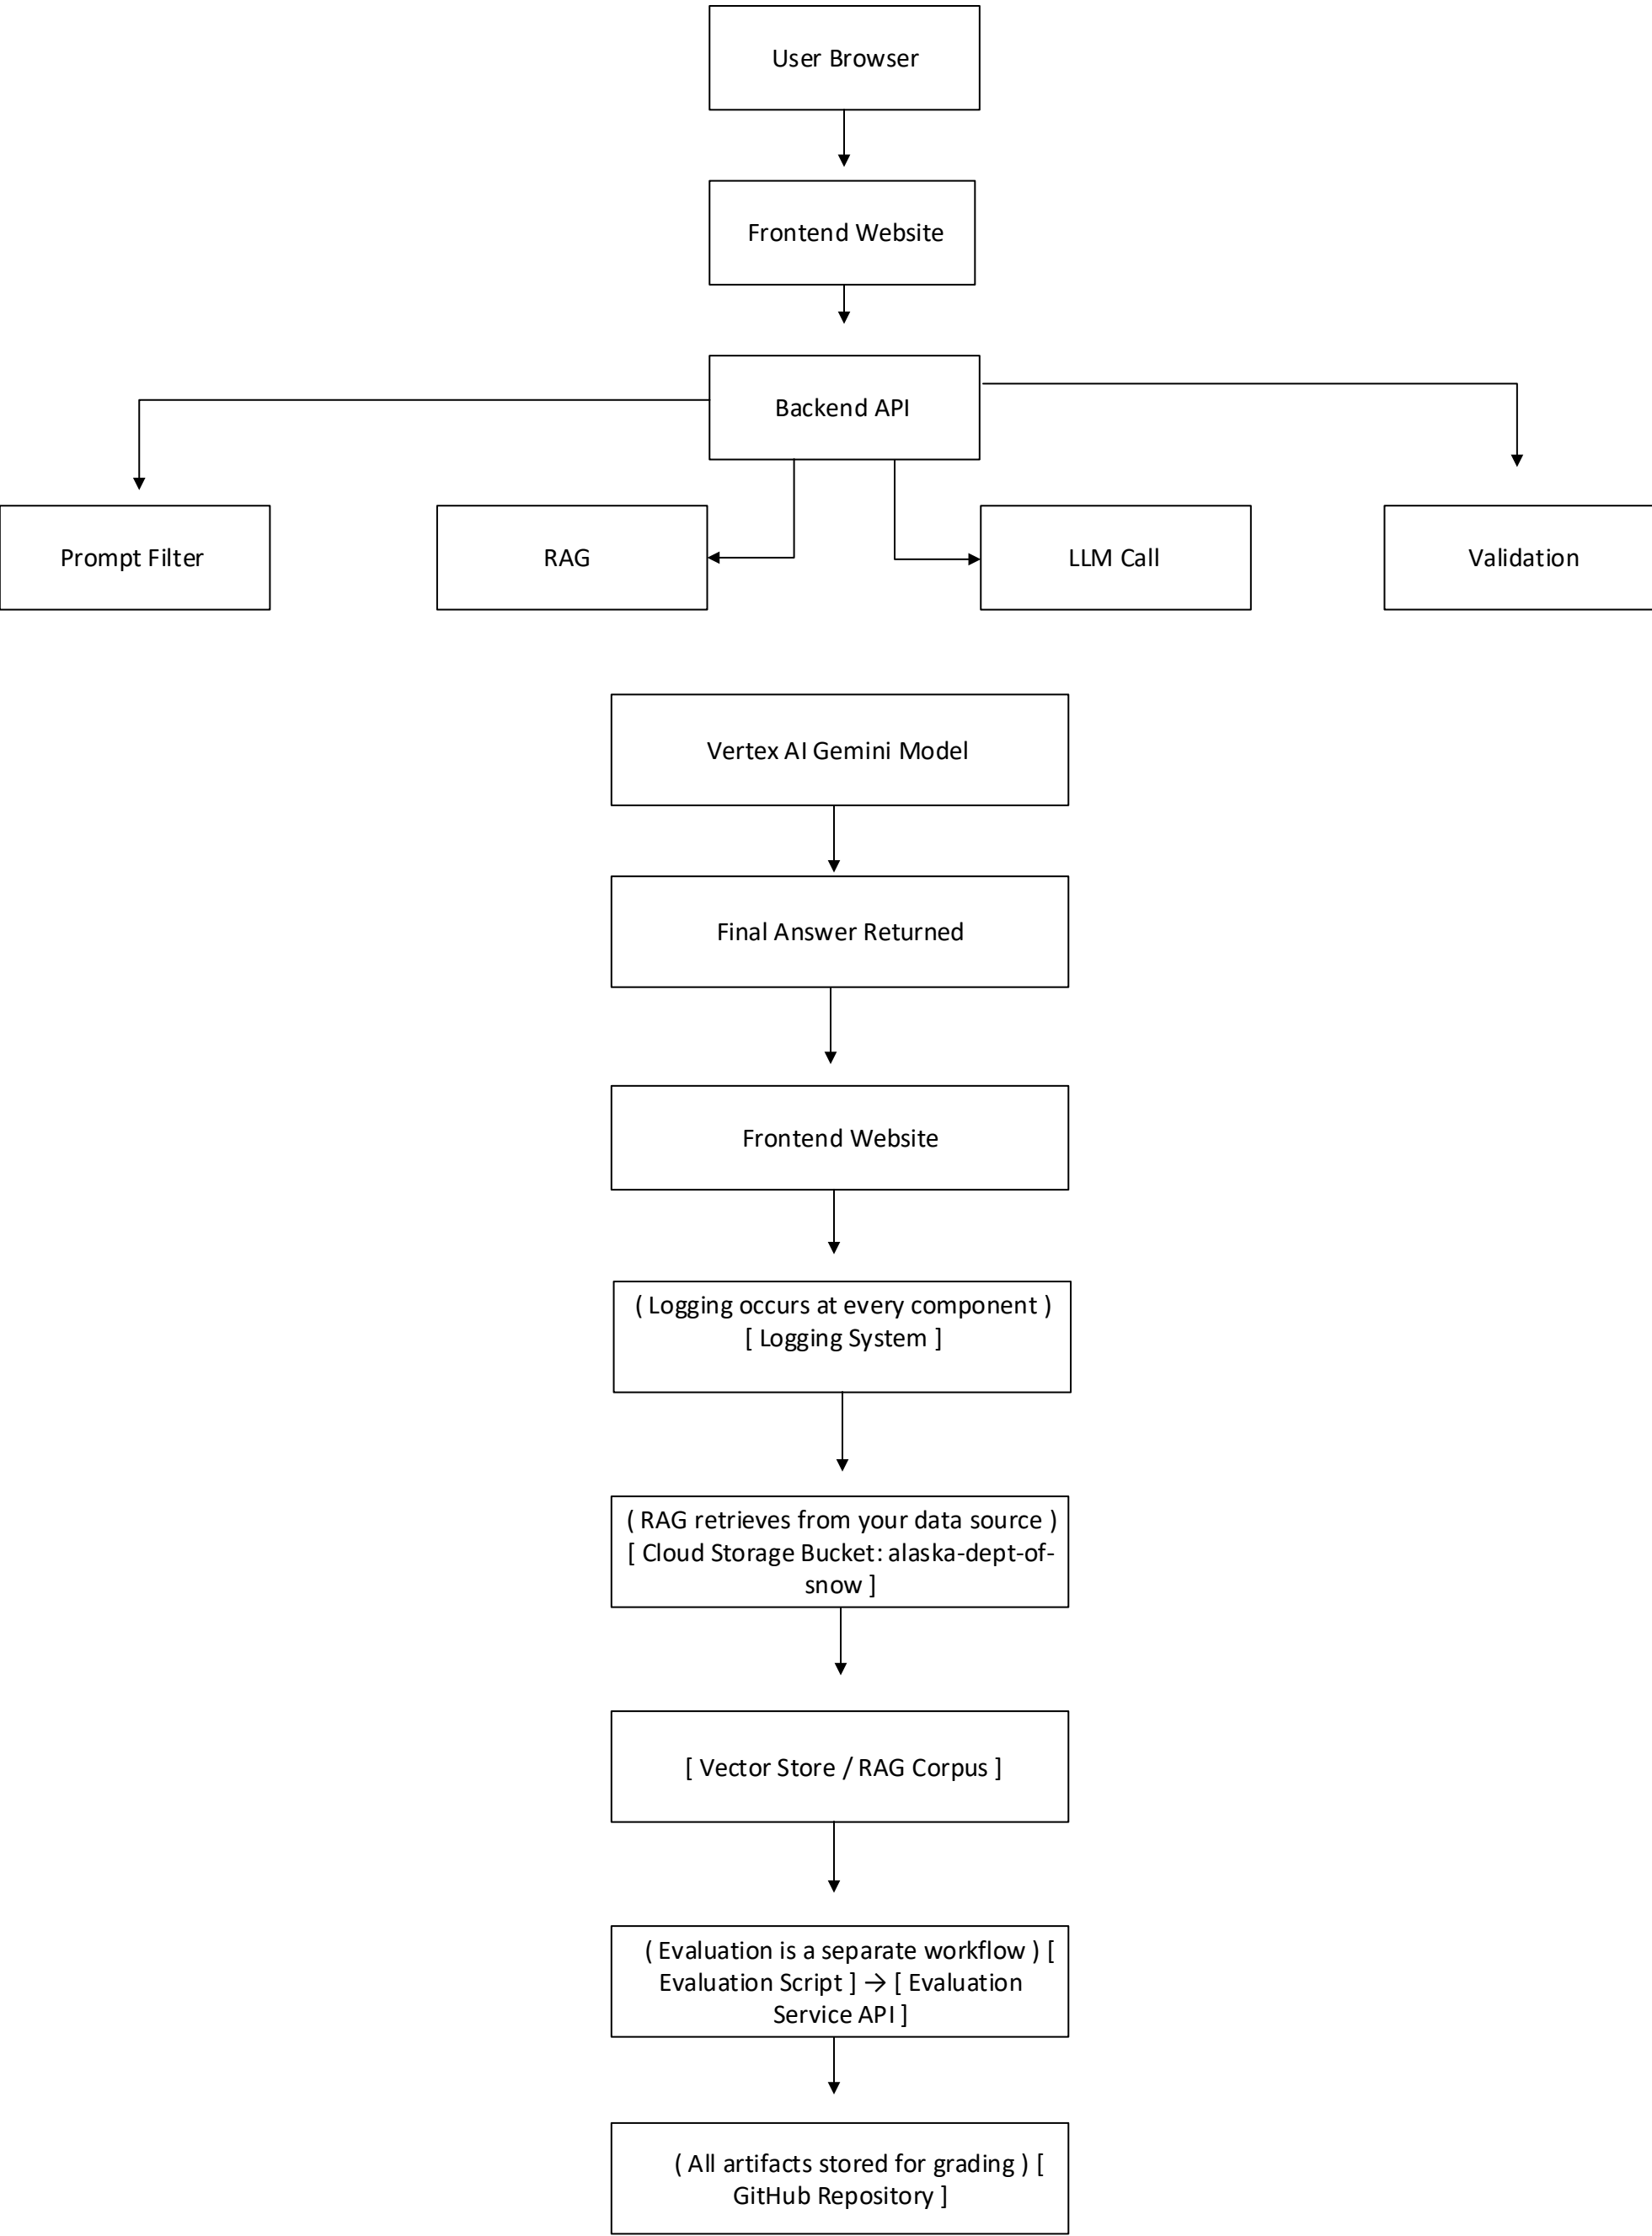 User Browser
Frontend Website
Backend API
Prompt Filter
RAG
LLM Call
Validation
Vertex AI Gemini Model
Final Answer Returned
Frontend Website
( Logging occurs at every component )
[ Logging System ]
( RAG retrieves from your data source )
[ Cloud Storage Bucket: alaska-dept-of-
snow ]
[ Vector Store / RAG Corpus ]
( Evaluation is a separate workflow ) [
Evaluation Script ] → [ Evaluation
Service API ]
( All artifacts stored for grading ) [
GitHub Repository ]